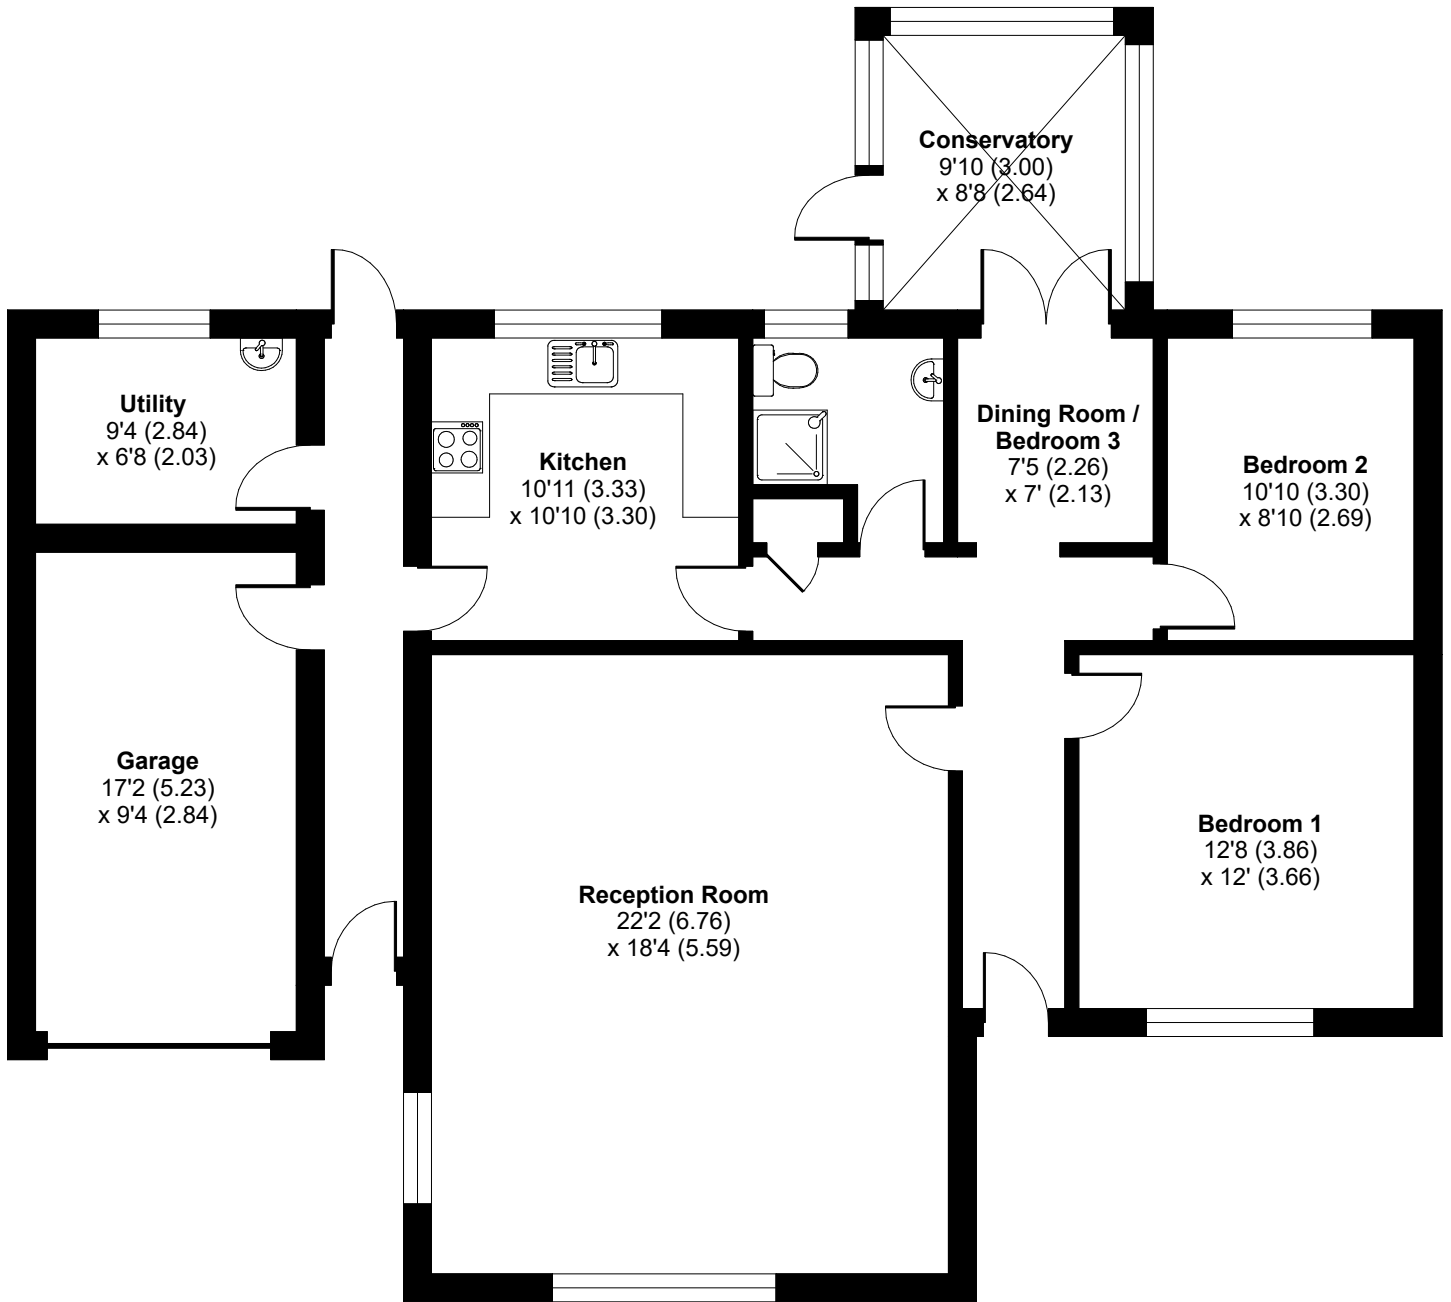 Conservatory
9'10 (3.00)
x 8'8 (2.64)
Utility
9'4 (2.84)
x 6'8 (2.03)
Kitchen
10'11 (3.33)
x 10'10 (3.30)
Dining Room /
Bedroom 3
7'5 (2.26)
x 7' (2.13)
Bedroom 2
10'10 (3.30)
x 8'10 (2.69)
Garage
17'2 (5.23)
x 9'4 (2.84)
Reception Room
22'2 (6.76)
x 18'4 (5.59)
Bedroom 1
12'8 (3.86)
x 12' (3.66)